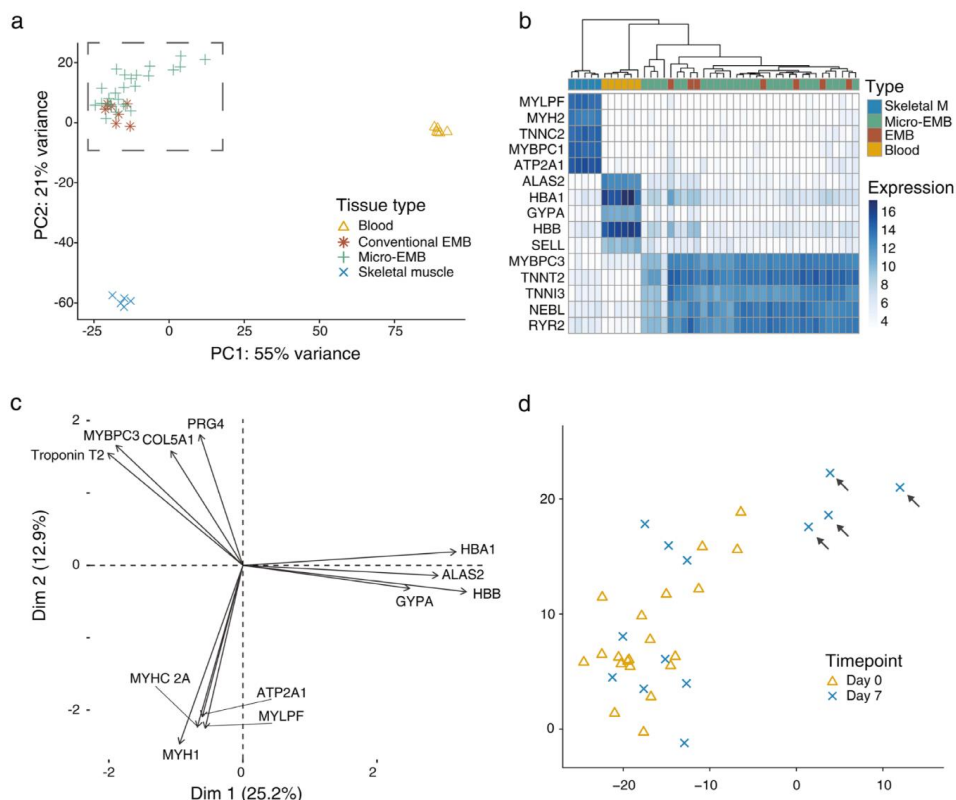 a
20
0
-20
-40
-60
PC2: 21% variance
-25
0
25
50
75
PC1: 55% variance
Tissue type
Blood
Conventional EMB
Micro-EMB
Skeletal muscle
b
MYLPF
MYH2
TNNC2
MYBPC1
ATP2A1
ALAS2
HBA1
GYPA
HBB
SELL
MYBPC3
TNNT2
TNNI3
NEBL
RYR2
Type
Skeletal M
Micro-EMB
EMB
Blood
Expression
16
14
12
10
8
6
4
c
2
0
-2
Dim 2 (12.9%)
PRG4
MYBPC3
COL5A1
Troponin T2
HBA1
ALAS2
HBB
GYPA
MYHC 2A
ATP2A1
MYLPF
MYH1
-2
0
2
Dim 1 (25.2%)
d
20
10
0
Timepoint
Day 0
Day 7
−20
−10
0
10